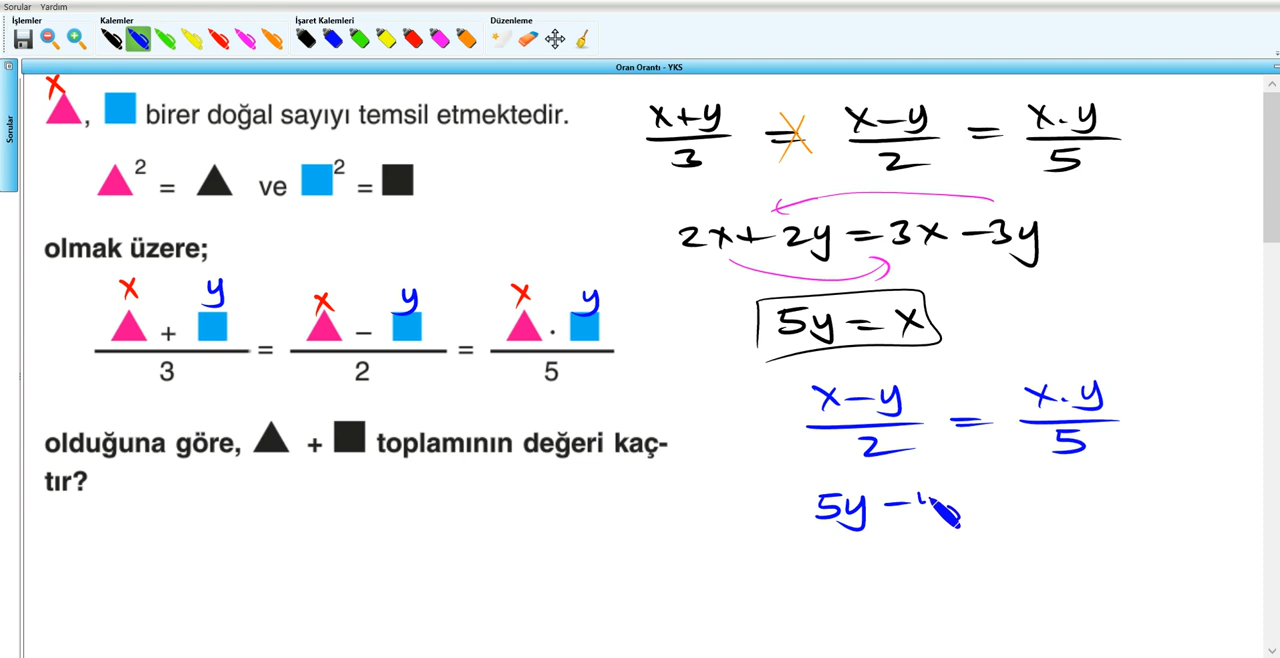 Sorular Yardım
İşlemler Kalemler İşaret Kalemleri Düzenleme
Oran Orantı - YKS
Sorular
x
, birer doğal sayıyı temsil etmektedir.
2 = ve 2 =
olmak üzere;
x y x y x y
+ = − = ·
3 2 5
olduğuna göre, + toplamının değeri kaç-
tır?
x+y/3 = x−y/2 = x.y/5
2x+2y=3x−3y
5y=x
x−y/2 = x.y/5
5y−